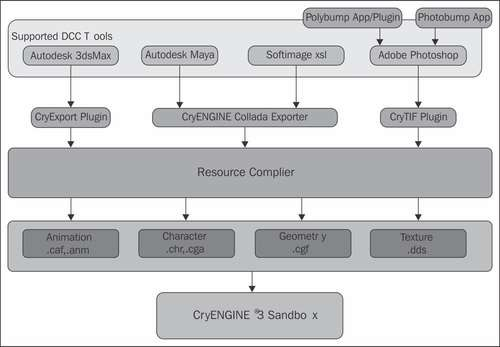 Polybump App/Plugin
Photobump App
Supported DCC T ools
Autodesk 3dsMax
Autodesk Maya
Softimage xsl
Adobe Photoshop
CryExport Plugin
CryENGINE Collada Exporter
CryTIF Plugin
Resource Complier
Animation
.caf,.anm
Character
.chr,.cga
Geometr y
.cgf
Texture
.dds
CryENGINE ®3 Sandbo x